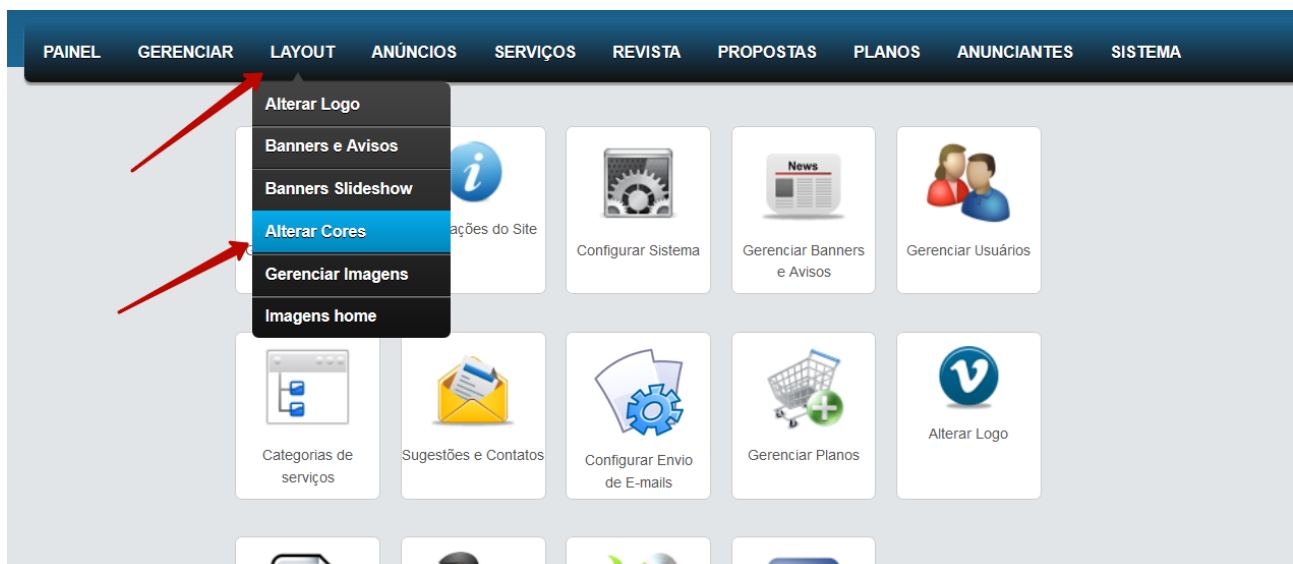 PAINEL GERENCIAR LAYOUT ANÚNCIOS SERVIÇOS REVISTA PROPOSTAS PLANOS ANUNCIANTES SISTEMA
Alterar Logo
Banners e Avisos
Banners Slideshow
Alterar Cores
Gerenciar Imagens
Imagens home
ações do Site
Configurar Sistema
News
Gerenciar Banners
e Avisos
Gerenciar Usuários
Categorias de
serviços
Sugestões e Contatos
Configurar Envio
de E-mails
Gerenciar Planos
Alterar Logo